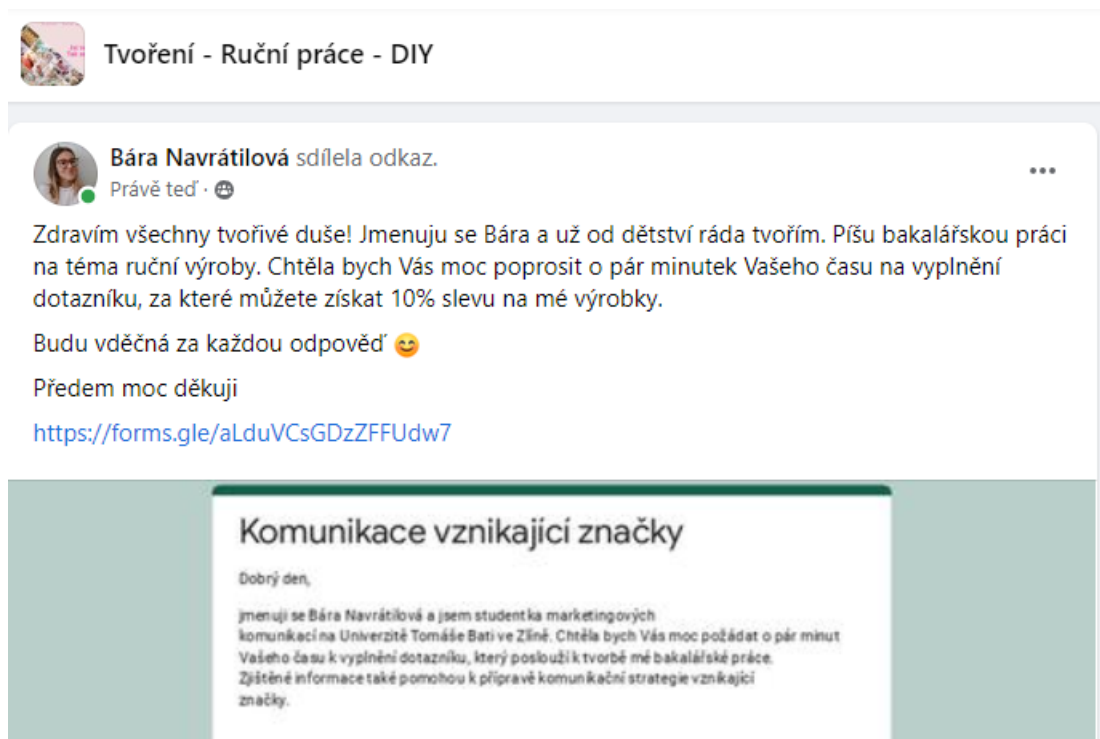 Tvoření - Ruční práce - DIY
Bára Navrátilová sdílela odkaz.
Právě teď ·
Zdravím všechny tvořivé duše! Jmenuju se Bára a už od dětství ráda tvořím. Píšu bakalářskou práci
na téma ruční výroby. Chtěla bych Vás moc poprosit o pár minutek Vašeho času na vyplnění
dotazníku, za které můžete získat 10% slevu na mé výrobky.
Budu vděčná za každou odpověď 😊
Předem moc děkuji
https://forms.gle/aLduVCsGDzZFFUdw7
Komunikace vznikající značky
Dobrý den,
jmenuji se Bára Navrátilová a jsem studentka marketingových
komunikací na Univerzitě Tomáše Bati ve Zlíně. Chtěla bych Vás moc požádat o pár minut
Vašeho času k vyplnění dotazníku, který poslouží k tvorbě mé bakalářské práce.
Zjištěné informace také pomohou k přípravě komunikační strategie vznikající
značky.